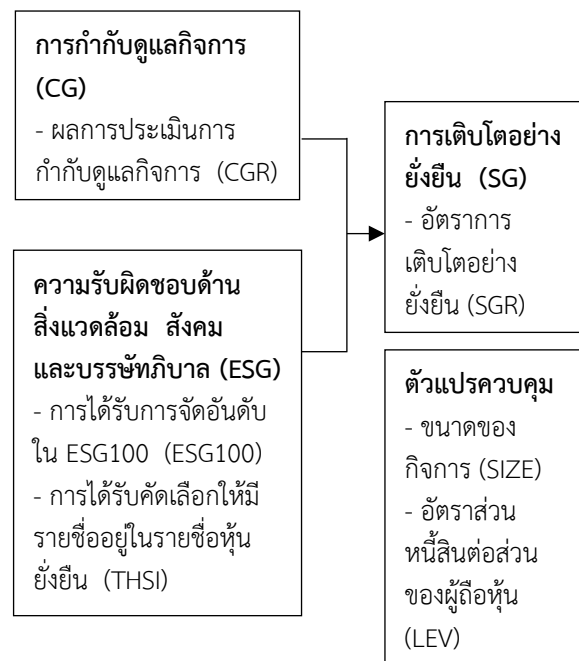 การกำกับดูแลกิจการ
(CG)
- ผลการประเมินการ
กำกับดูแลกิจการ (CGR)
ความรับผิดชอบด้าน
สิ่งแวดล้อม สังคม
และบรรษัทภิบาล (ESG)
- การได้รับการจัดอันดับ
ใน ESG100 (ESG100)
- การได้รับคัดเลือกให้มี
รายชื่ออยู่ในรายชื่อหุ้น
ยั่งยืน (THSI)
การเติบโตอย่าง
ยั่งยืน (SG)
- อัตราการ
เติบโตอย่าง
ยั่งยืน (SGR)
ตัวแปรควบคุม
- ขนาดของ
กิจการ (SIZE)
- อัตราส่วน
หนี้สินต่อส่วน
ของผู้ถือหุ้น
(LEV)